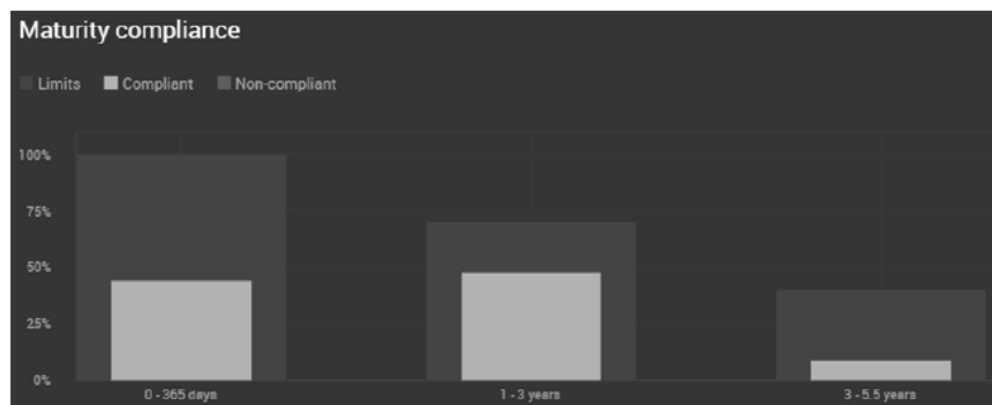 Maturity compliance
Limits Compliant Non-compliant
100%
75%
50%
25%
0%
0 - 365 days 1 - 3 years 3 - 5.5 years